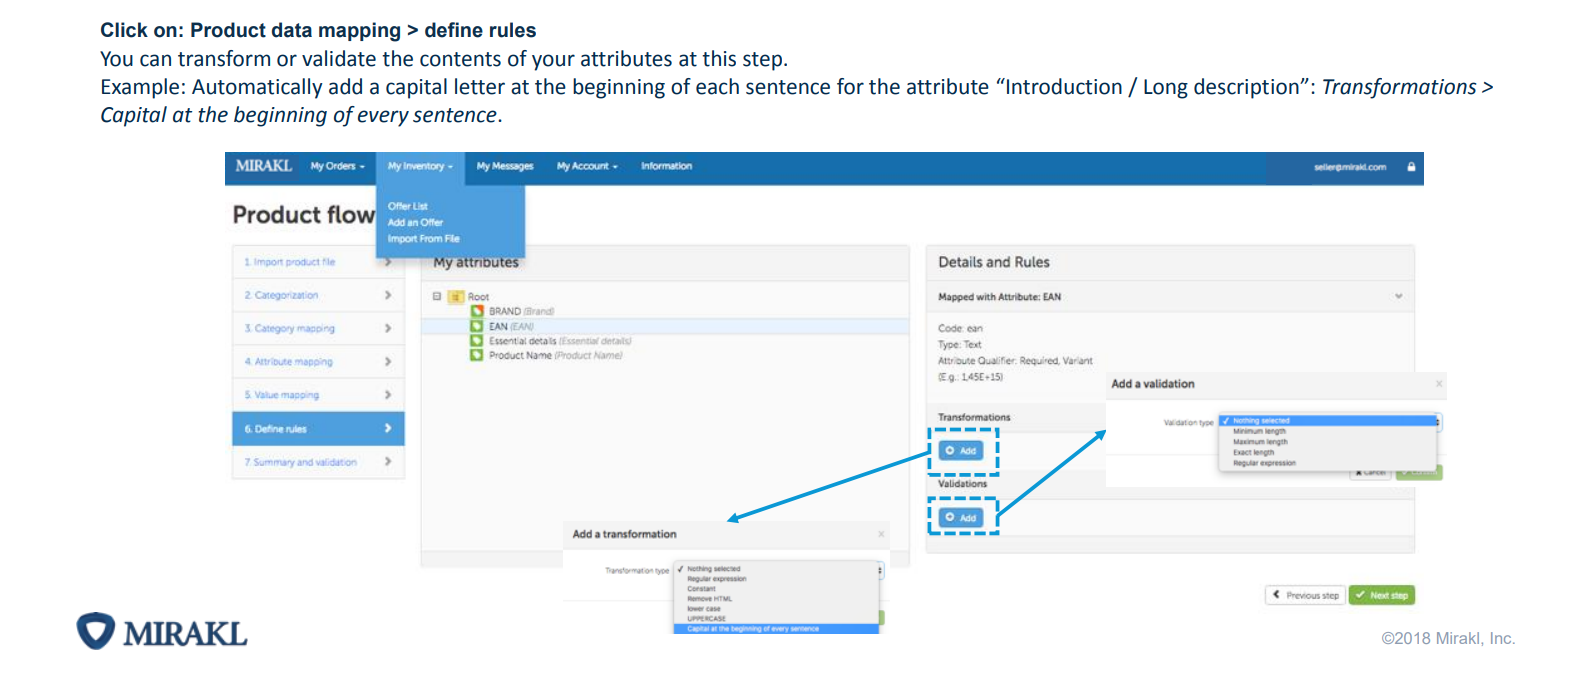 Click on: Product data mapping > define rules
You can transform or validate the contents of your attributes at this step.
Example: Automatically add a capital letter at the beginning of each sentence for the attribute “Introduction / Long description”: Transformations >
Capital at the beginning of every sentence.
MIRAKL My Orders My Inventory My Messages My Account Information seller@mirakl.com
Offer List
Add an Offer
Import From File
Product flow
1. Import product file
2. Categorization
3. Category mapping
4. Attribute mapping
5. Value mapping
6. Define rules
7. Summary and validation
My attributes
Root
BRAND (Brand)
EAN (EAN)
Essential details (Essential details)
Product Name (Product Name)
Details and Rules
Mapped with Attribute: EAN
Code: ean
Type: Text
Attribute Qualifier: Required, Variant
(E.g.: 1,45E+15)
Transformations
Add
Validations
Add
Add a validation ×
Validation type ✓ Nothing selected
Minimum length
Maximum length
Exact length
Regular expression
Cancel
Add a transformation ×
Transformation type ✓ Nothing selected
Regular expression
Constant
Remove HTML
lower case
UPPERCASE
Capital at the beginning of every sentence
Previous step Next step
MIRAKL
©2018 Mirakl, Inc.